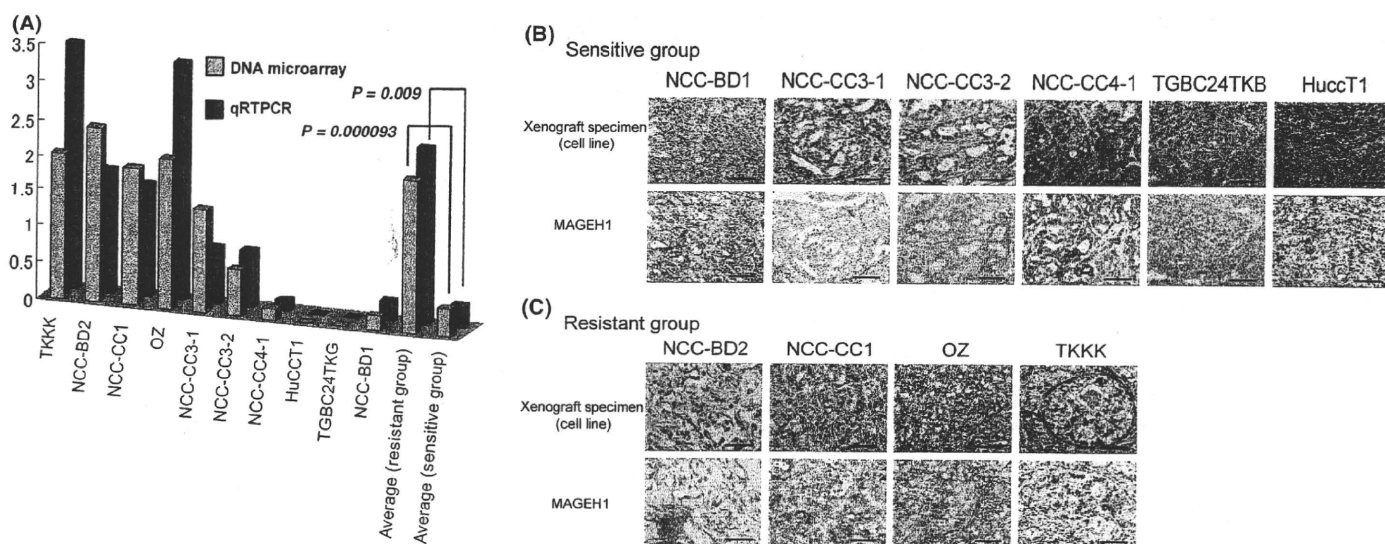 (A)
3.5
3
2.5
2
1.5
1
0.5
0
DNA microarray
qRTPCR
P = 0.009
P = 0.000093
TKKK
NCC-BD2
NCC-CC1
OZ
NCC-CC3-1
NCC-CC3-2
NCC-CC4-1
HuCCT1
TGBC24TKG
NCC-BD1
Average (resistant group)
Average (sensitive group)
(B)
Sensitive group
NCC-BD1 NCC-CC3-1 NCC-CC3-2 NCC-CC4-1 TGBC24TKB HuccT1
Xenograft specimen
(cell line)
MAGEH1
(C)
Resistant group
NCC-BD2 NCC-CC1 OZ TKKK
Xenograft specimen
(cell line)
MAGEH1